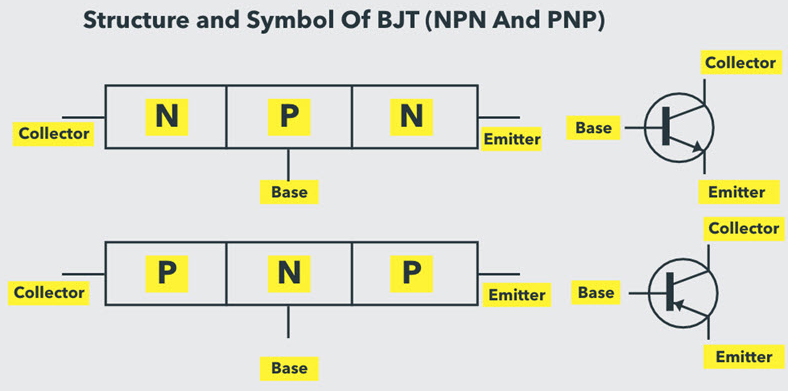 Structure and Symbol Of BJT (NPN And PNP)
Collector
N P N
Collector
Base
Emitter
Base
Emitter
Collector
P N P
Collector
Emitter
Base
Base
Emitter